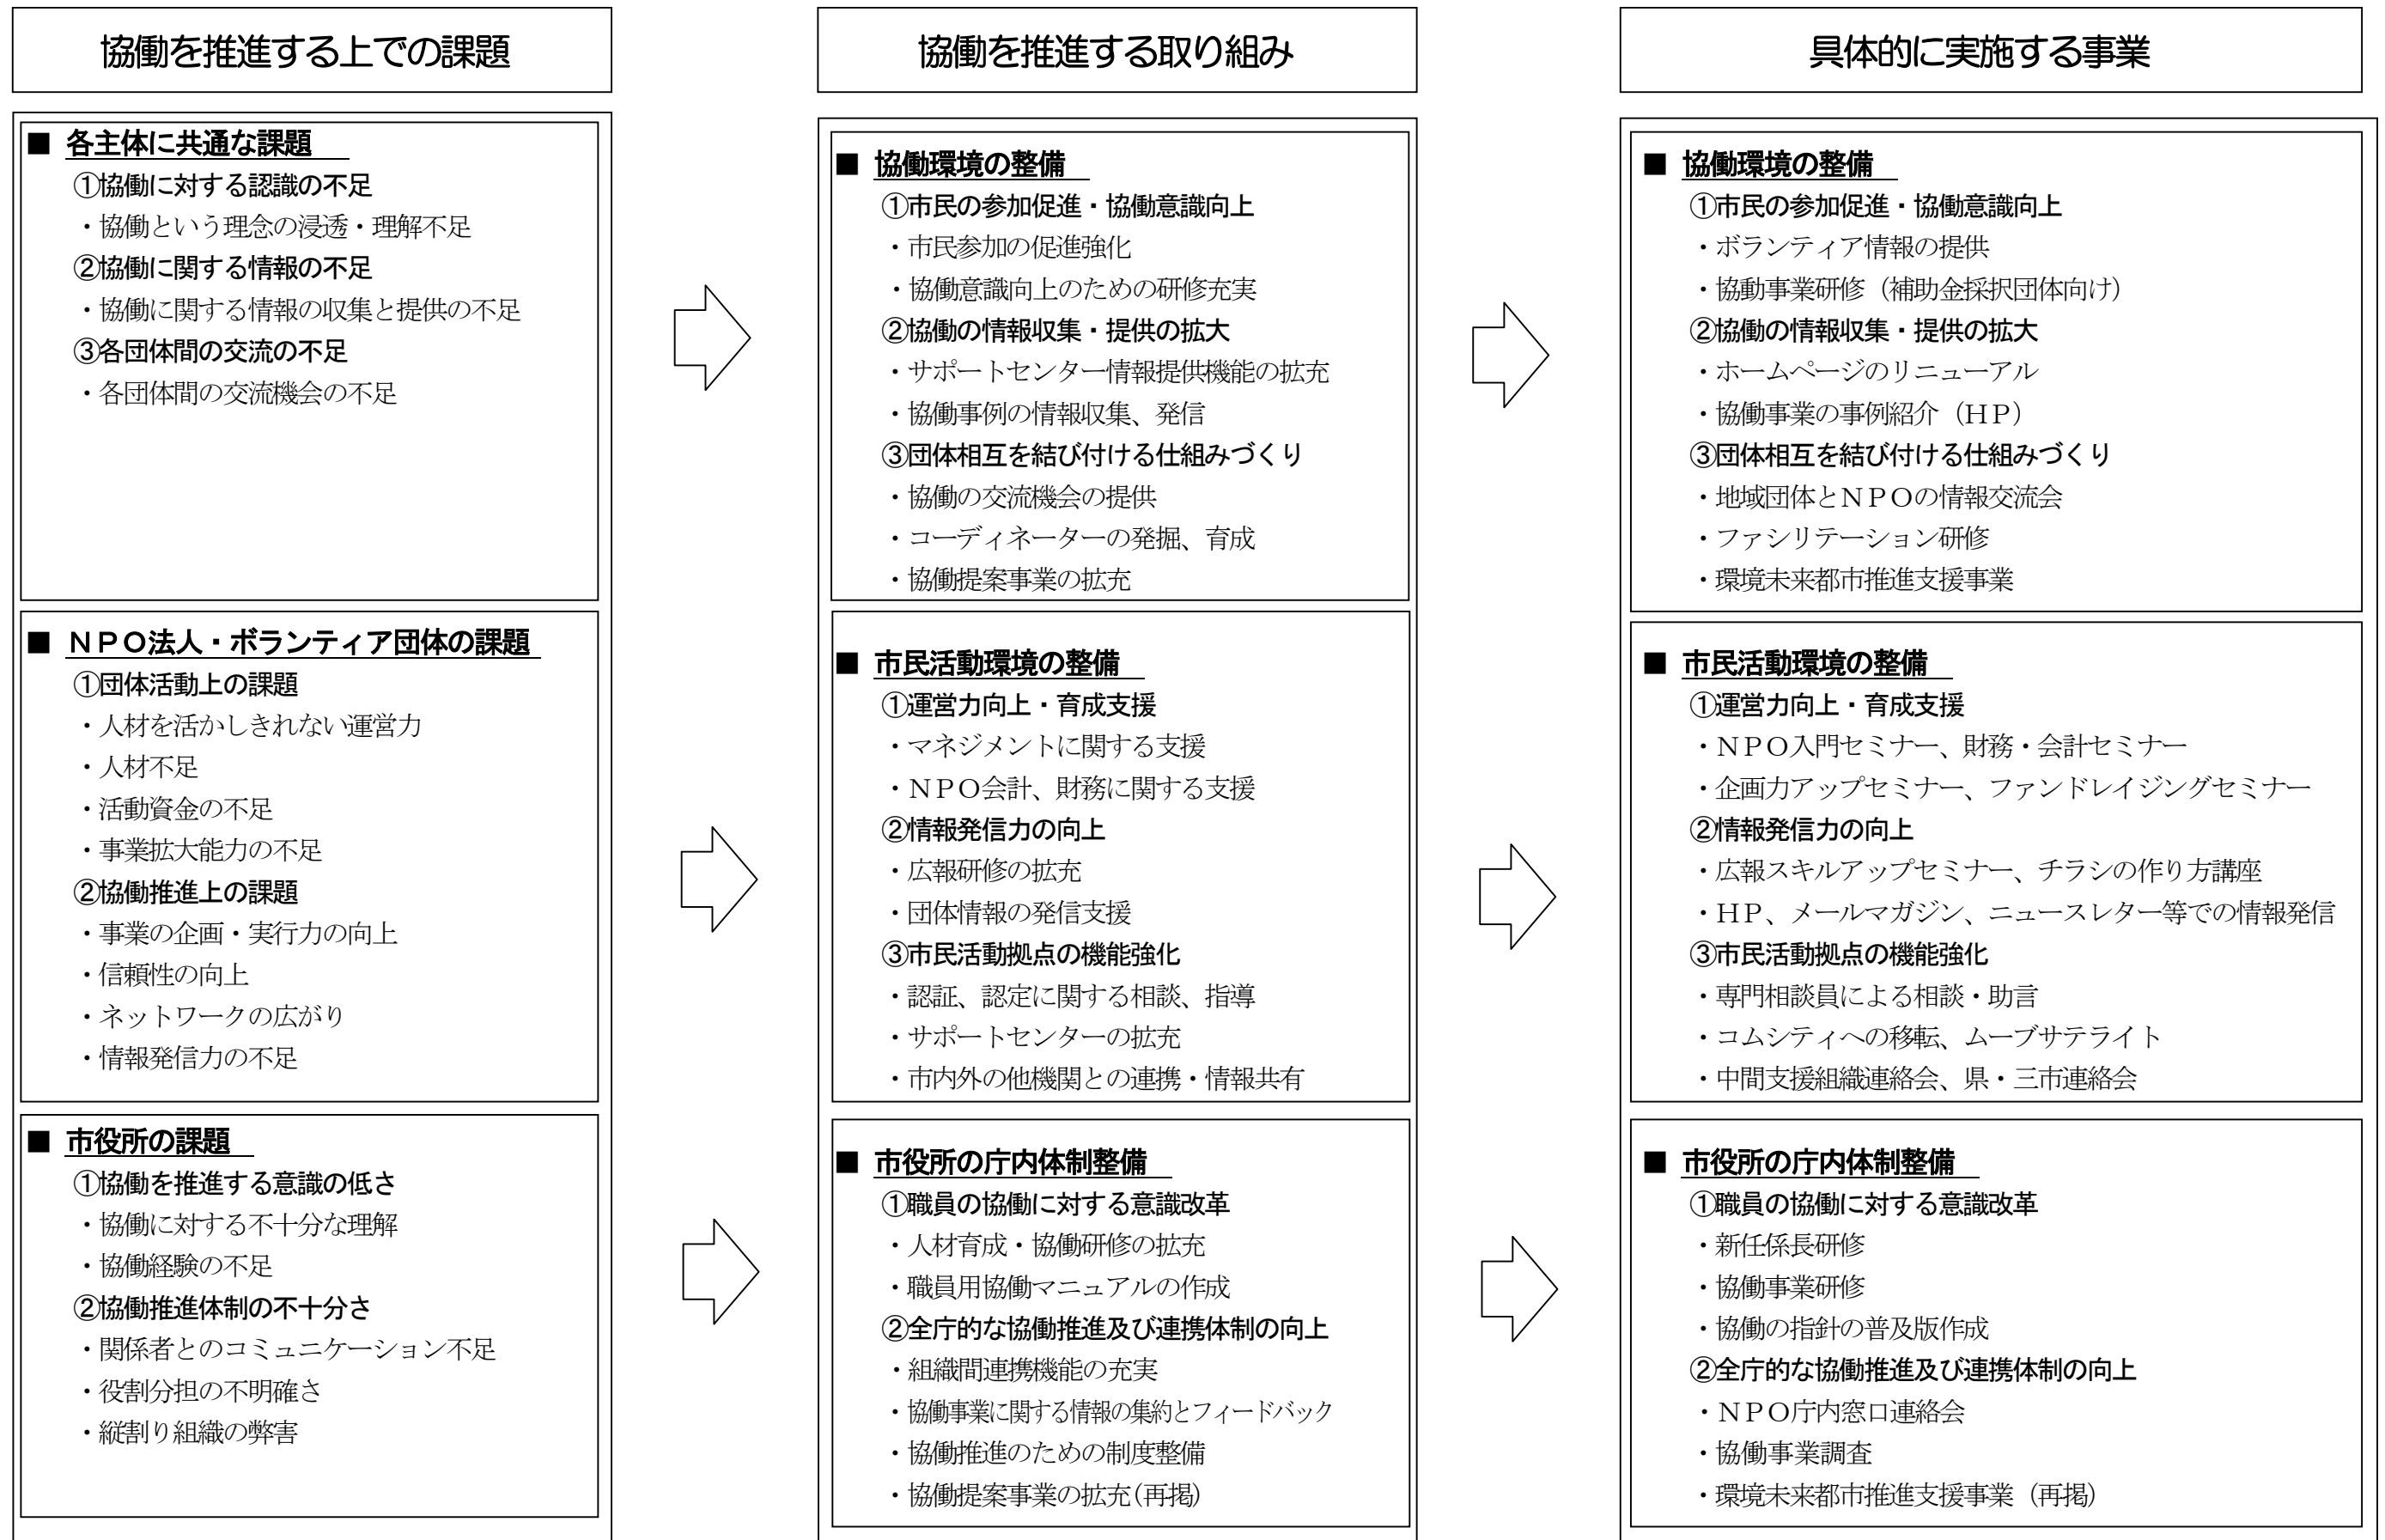 協働を推進する上での課題
■ 各主体に共通な課題
①協働に対する認識の不足
・協働という理念の浸透・理解不足
②協働に関する情報の不足
・協働に関する情報の収集と提供の不足
③各団体間の交流の不足
・各団体間の交流機会の不足
■ ＮＰＯ法人・ボランティア団体の課題
①団体活動上の課題
・人材を活かしきれない運営力
・人材不足
・活動資金の不足
・事業拡大能力の不足
②協働推進上の課題
・事業の企画・実行力の向上
・信頼性の向上
・ネットワークの広がり
・情報発信力の不足
■ 市役所の課題
①協働を推進する意識の低さ
・協働に対する不十分な理解
・協働経験の不足
②協働推進体制の不十分さ
・関係者とのコミュニケーション不足
・役割分担の不明確さ
・縦割り組織の弊害
協働を推進する取り組み
■ 協働環境の整備
①市民の参加促進・協働意識向上
・市民参加の促進強化
・協働意識向上のための研修充実
②協働の情報収集・提供の拡大
・サポートセンター情報提供機能の拡充
・協働事例の情報収集、発信
③団体相互を結び付ける仕組みづくり
・協働の交流機会の提供
・コーディネーターの発掘、育成
・協働提案事業の拡充
■ 市民活動環境の整備
①運営力向上・育成支援
・マネジメントに関する支援
・ＮＰＯ会計、財務に関する支援
②情報発信力の向上
・広報研修の拡充
・団体情報の発信支援
③市民活動拠点の機能強化
・認証、認定に関する相談、指導
・サポートセンターの拡充
・市内外の他機関との連携・情報共有
■ 市役所の庁内体制整備
①職員の協働に対する意識改革
・人材育成・協働研修の拡充
・職員用協働マニュアルの作成
②全庁的な協働推進及び連携体制の向上
・組織間連携機能の充実
・協働事業に関する情報の集約とフィードバック
・協働推進のための制度整備
・協働提案事業の拡充(再掲)
具体的に実施する事業
■ 協働環境の整備
①市民の参加促進・協働意識向上
・ボランティア情報の提供
・協動事業研修（補助金採択団体向け）
②協働の情報収集・提供の拡大
・ホームページのリニューアル
・協働事業の事例紹介（ＨＰ）
③団体相互を結び付ける仕組みづくり
・地域団体とＮＰＯの情報交流会
・ファシリテーション研修
・環境未来都市推進支援事業
■ 市民活動環境の整備
①運営力向上・育成支援
・ＮＰＯ入門セミナー、財務・会計セミナー
・企画力アップセミナー、ファンドレイジングセミナー
②情報発信力の向上
・広報スキルアップセミナー、チラシの作り方講座
・ＨＰ、メールマガジン、ニュースレター等での情報発信
③市民活動拠点の機能強化
・専門相談員による相談・助言
・コムシティへの移転、ムーブサテライト
・中間支援組織連絡会、県・三市連絡会
■ 市役所の庁内体制整備
①職員の協働に対する意識改革
・新任係長研修
・協働事業研修
・協働の指針の普及版作成
②全庁的な協働推進及び連携体制の向上
・ＮＰＯ庁内窓口連絡会
・協働事業調査
・環境未来都市推進支援事業（再掲）